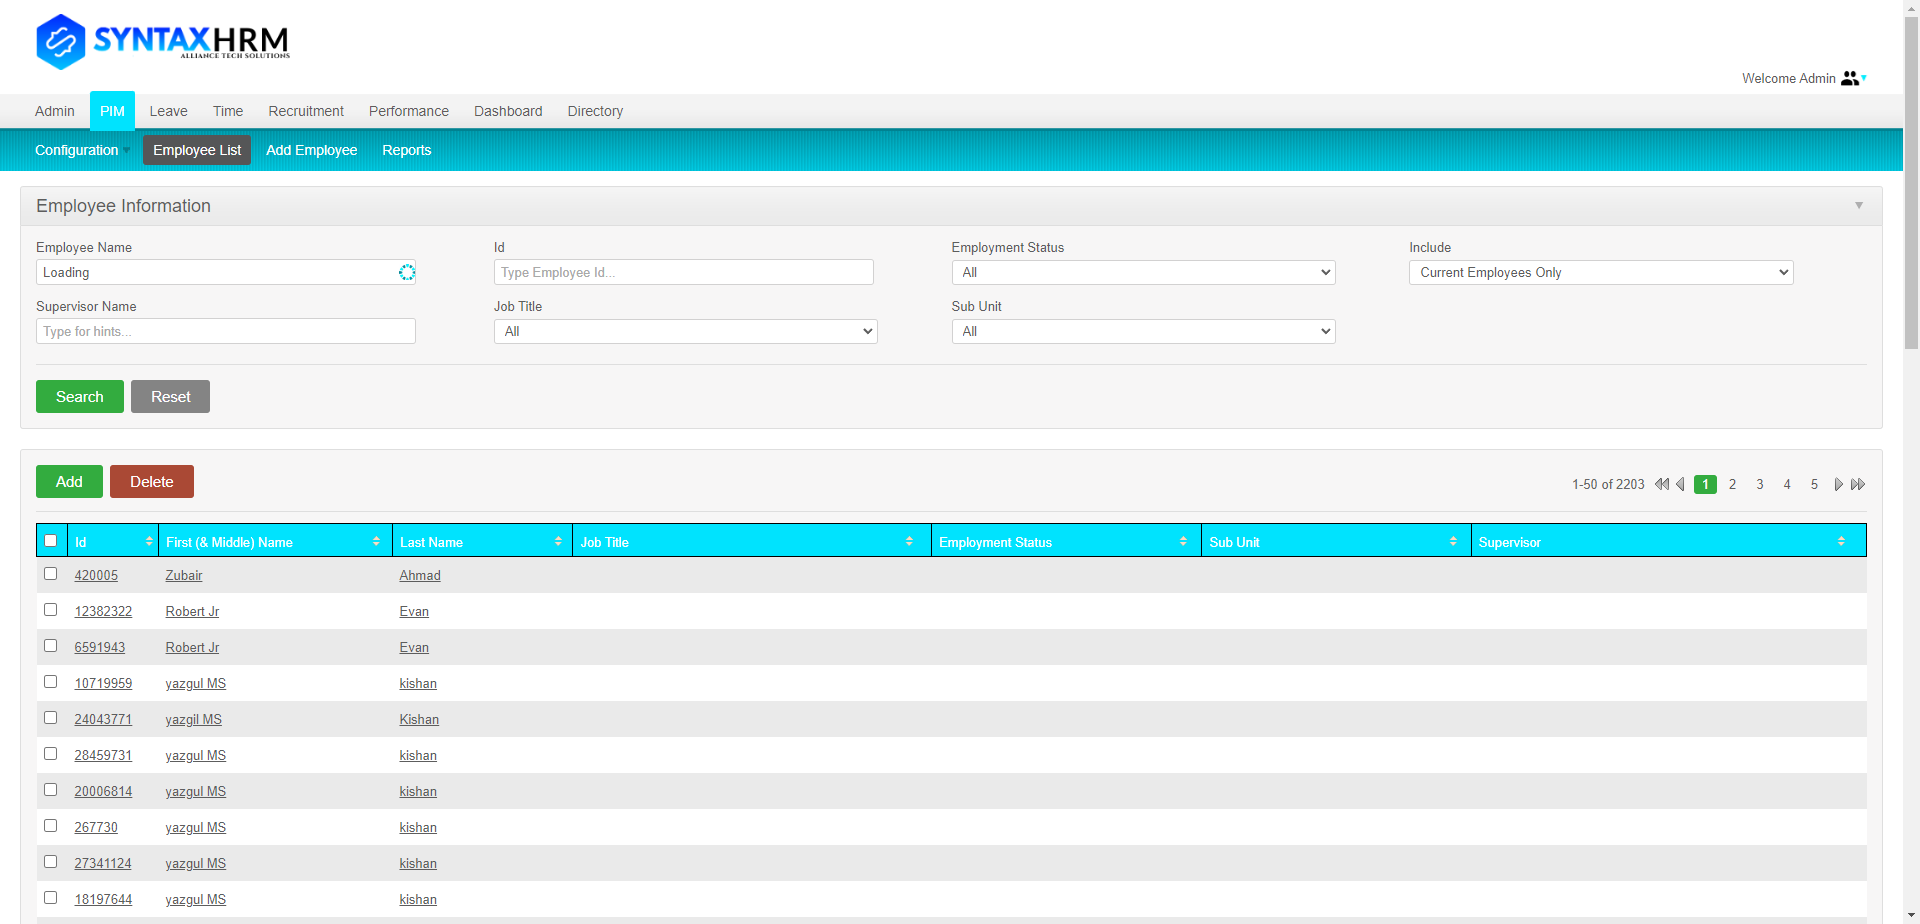 SYNTAXHRM
ALLIANCE TECH SOLUTIONS
Welcome Admin
Admin PIM Leave Time Recruitment Performance Dashboard Directory
Configuration Employee List Add Employee Reports
Employee Information
Employee Name Id Employment Status Include
Loading Type Employee Id... All Current Employees Only
Supervisor Name Job Title Sub Unit
Type for hints... All All
Search Reset
Add Delete 1-50 of 2203 1 2 3 4 5
Id First (& Middle) Name Last Name Job Title Employment Status Sub Unit Supervisor
420005 Zubair Ahmad
12382322 Robert Jr Evan
6591943 Robert Jr Evan
10719959 yazgul MS kishan
24043771 yazgil MS Kishan
28459731 yazgul MS kishan
20006814 yazgul MS kishan
267730 yazgul MS kishan
27341124 yazgul MS kishan
18197644 yazgul MS kishan